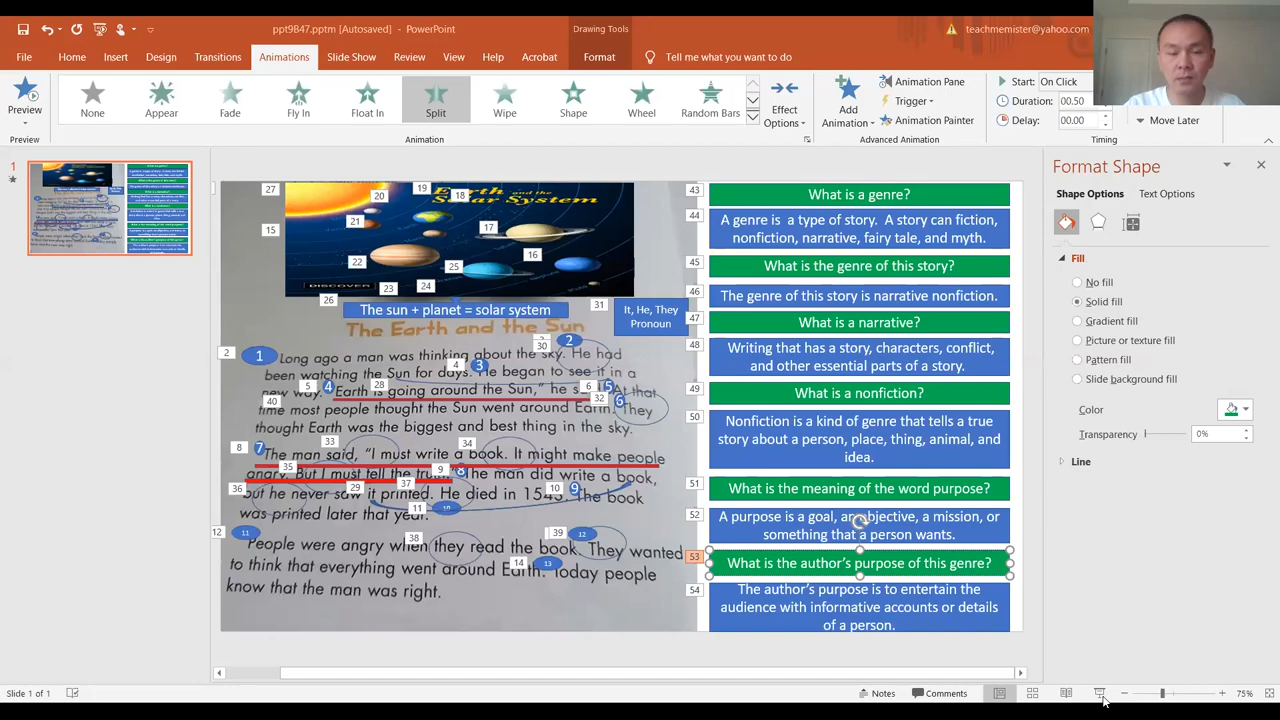 pptn9B47.pptm [Autosaved] - PowerPoint
Drawing Tools
teachmemister@yahoo.com
File Home Insert Draw Design Transitions Animations Slide Show Review View Help Acrobat Format Tell me what you want to do
Preview
None
Appear
Fade
Fly In
Float In
Split
Wipe
Shape
Wheel
Random Bars
Effect
Options
Add
Animation
Animation Pane
Trigger
Animation Painter
Start: On Click
Duration: 00.50
Delay: 00.00
Move Later
Preview
Animation
Advanced Animation
Timing
1
Earth and the
Solar System
DISCOVER
The sun + planet = solar system
It, He, They
Pronoun
The Earth and the Sun
Long ago a man was thinking about the sky. He had
been watching the Sun for days. He began to see it in a
new way. "Earth is going around the Sun," he said. At that
time most people thought the Sun went around Earth. They
thought Earth was the biggest and best thing in the sky.
The man said, "I must write a book. It might make people
angry. But I must tell the truth." The man did write a book,
but he never saw it printed. He died in 1543. The book
was printed later that year.
People were angry when they read the book. They wanted
to think that everything went around Earth. Today people
know that the man was right.
43 What is a genre?
44 A genre is a type of story. A story can fiction,
nonfiction, narrative, fairy tale, and myth.
45 What is the genre of this story?
46 The genre of this story is narrative nonfiction.
47 What is a narrative?
48 Writing that has a story, characters, conflict,
and other essential parts of a story.
49 What is a nonfiction?
50 Nonfiction is a kind of genre that tells a true
story about a person, place, thing, animal, and
idea.
51 What is the meaning of the word purpose?
52 A purpose is a goal, an objective, a mission, or
something that a person wants.
53 What is the author's purpose of this genre?
54 The author's purpose is to entertain the
audience with informative accounts or details
of a person.
Format Shape
Shape Options Text Options
Fill
No fill
Solid fill
Gradient fill
Picture or texture fill
Pattern fill
Slide background fill
Color
Transparency 0%
Line
Slide 1 of 1
Notes
Comments
75%